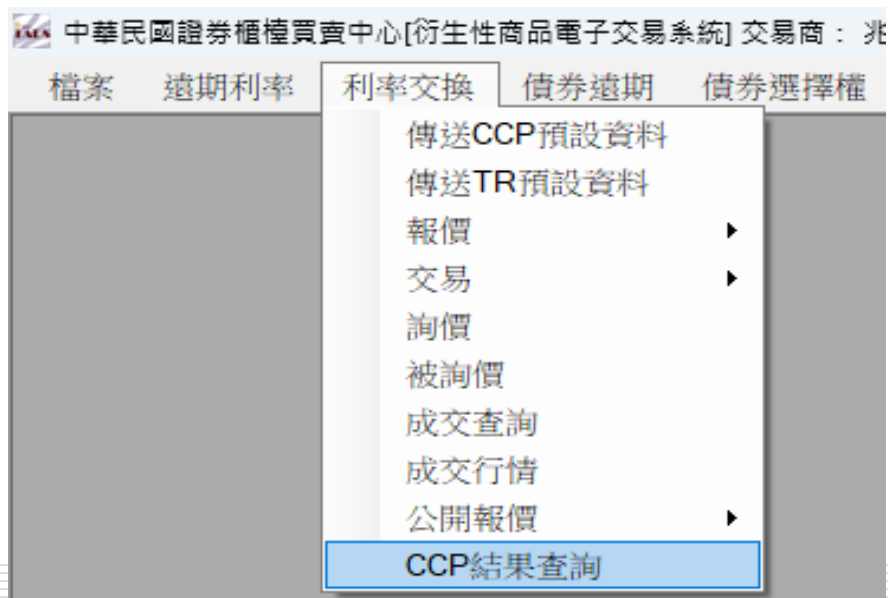 中華民國證券櫃檯買賣中心[衍生性商品電子交易系統] 交易商： 兆
檔案 遠期利率 利率交換 債券遠期 債券選擇權
傳送CCP預設資料
傳送TR預設資料
報價
交易
詢價
被詢價
成交查詢
成交行情
公開報價
CCP結果查詢